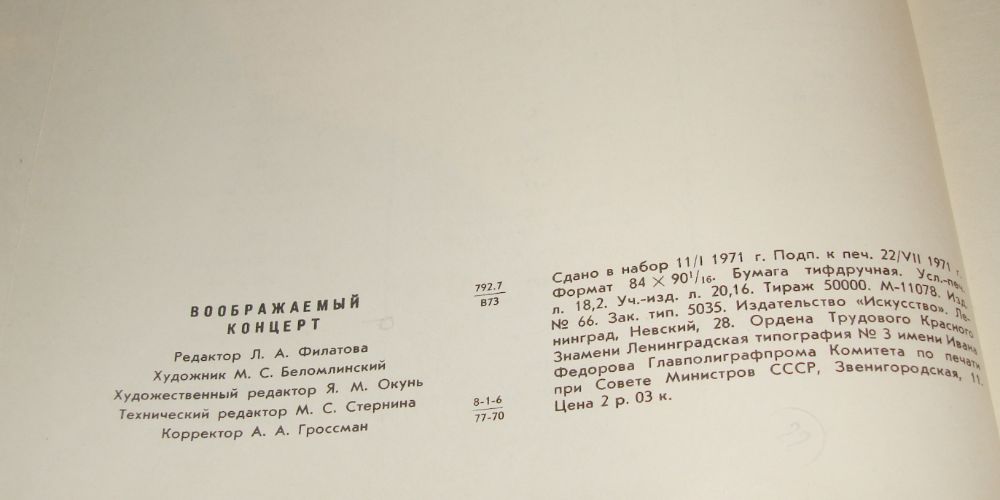 ВООБРАЖАЕМЫЙ
КОНЦЕРТ
Редактор Л. А. Филатова
Художник М. С. Беломлинский
Художественный редактор Я. М. Окунь
Технический редактор М. С. Стернина
Корректор А. А. Гроссман
792.7
В73
8-1-6
77-70
Сдано в набор 11/I 1971 г. Подп. к печ. 22/VII 1971 г.
Формат 84 × 90¹/₁₆. Бумага тифдручная. Усл.-печ.
л. 18,2. Уч.-изд. л. 20,16. Тираж 50000. М-11078. Изд.
№ 66. Зак. тип. 5035. Издательство «Искусство». Ле-
нинград, Невский, 28. Ордена Трудового Красного
Знамени Ленинградская типография № 3 имени Ивана
Федорова Главполиграфпрома Комитета по печати
при Совете Министров СССР, Звенигородская, 11.
Цена 2 р. 03 к.